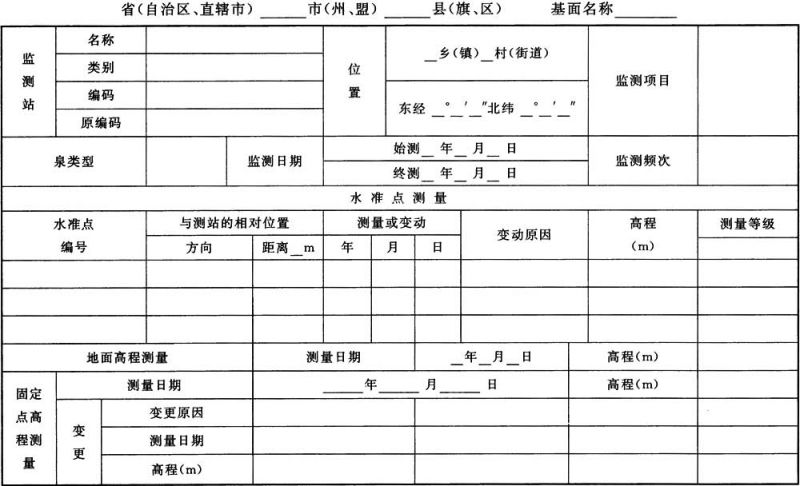 省(自治区、直辖市) ______市(州、盟) ______县(旗、区) 基面名称______
监测站
名称
类别
编码
原编码
位置
__乡(镇)__村(街道)
东经 __°__′__″北纬 __°__′__″
监测项目
泉类型
监测日期
始测__ 年__ 月__ 日
终测__ 年__ 月__ 日
监测频次
水准点测量
水准点编号
与测站的相对位置
方向
距离__m
测量或变动
年 月 日
变动原因
高程
(m)
测量等级
地面高程测量
测量日期
__年__月__日
高程(m)
固定点高程测量
测量日期
______年______ 月______ 日
高程(m)
变更
变更原因
测量日期
高程(m)